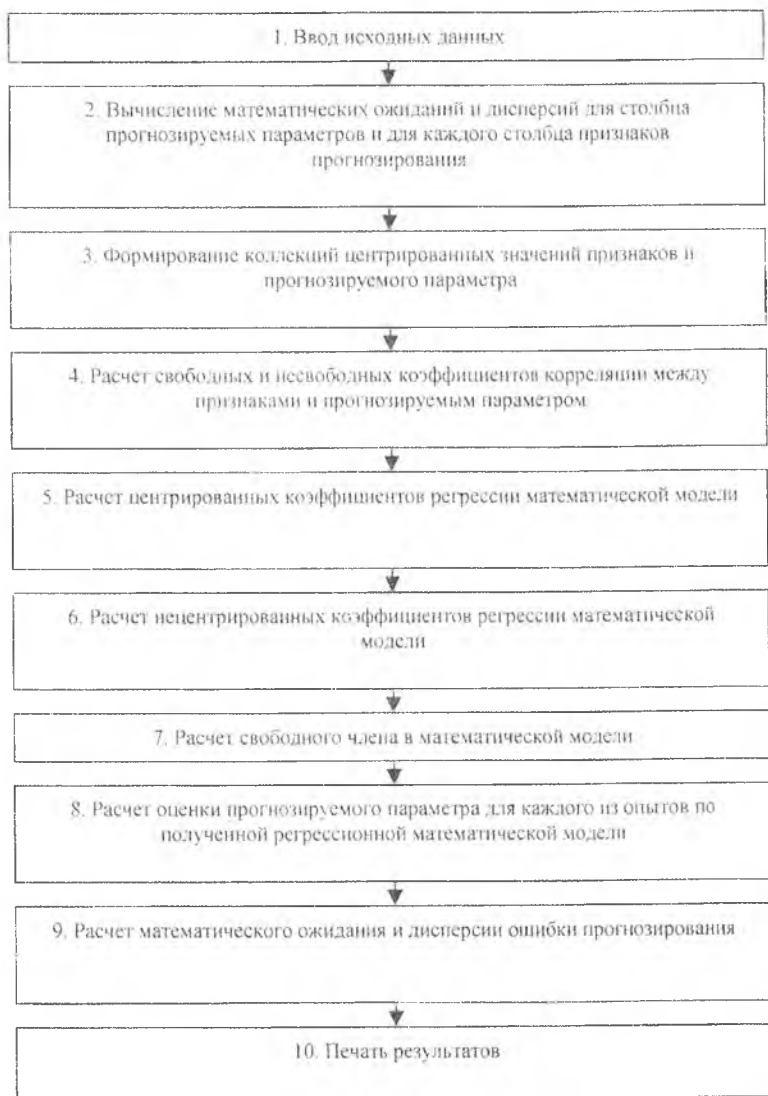 1. Ввод исходных данных
2. Вычисление математических ожиданий и дисперсий для столбца
прогнозируемых параметров и для каждого столбца признаков
прогнозирования
3. Формирование коллекций центрированных значений признаков и
прогнозируемого параметра
4. Расчет свободных и несвободных коэффициентов корреляции между
признаками и прогнозируемым параметром
5. Расчет центрированных коэффициентов регрессии математической модели
6. Расчет нецентрированных коэффициентов регрессии математической
модели
7. Расчет свободного члена в математической модели
8. Расчет оценки прогнозируемого параметра для каждого из опытов по
полученной регрессионной математической модели
9. Расчет математического ожидания и дисперсии ошибки прогнозирования
10. Печать результатов